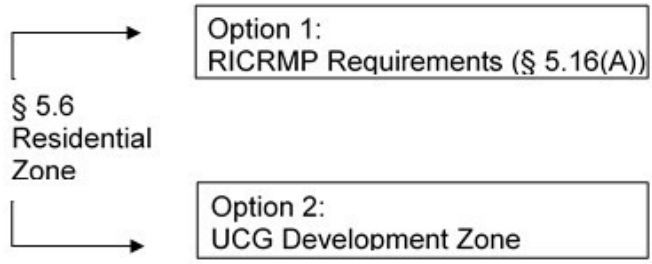 Option 1:
RICRMP Requirements (§ 5.16(A))
§ 5.6
Residential
Zone
Option 2:
UCG Development Zone